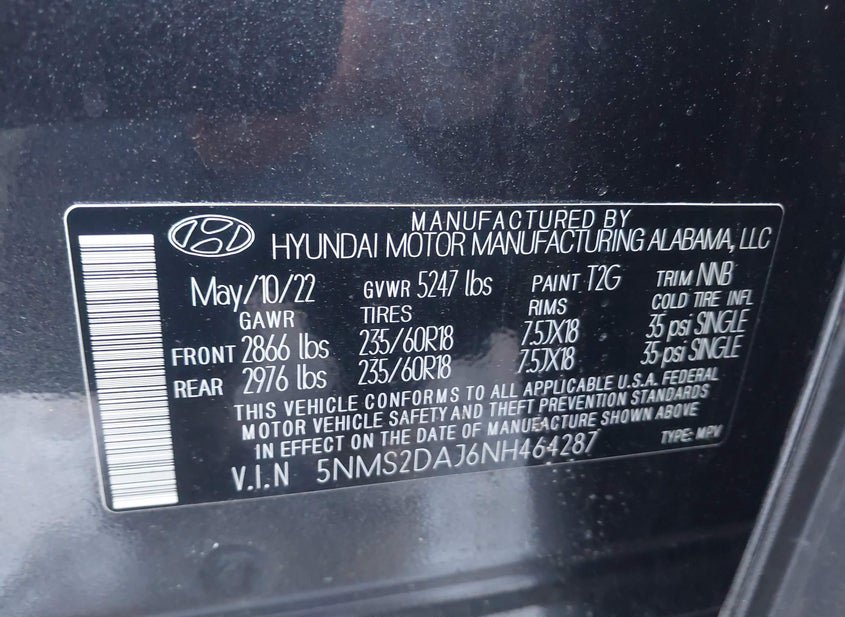 MANUFACTURED BY
HYUNDAI MOTOR MANUFACTURING ALABAMA, LLC
May/10/22 GVWR 5247 lbs PAINT T2G TRIM NNB
GAWR TIRES RIMS COLD TIRE INFL
FRONT 2866 lbs 235/60R18 7.5JX18 35 psi SINGLE
REAR 2976 lbs 235/60R18 7.5JX18 35 psi SINGLE
THIS VEHICLE CONFORMS TO ALL APPLICABLE U.S.A. FEDERAL
MOTOR VEHICLE SAFETY AND THEFT PREVENTION STANDARDS
IN EFFECT ON THE DATE OF MANUFACTURE SHOWN ABOVE
V.I.N 5NMS2DAJ6NH464287 TYPE: MPV